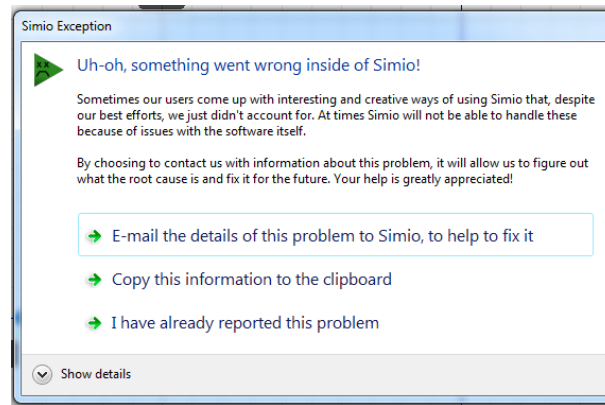 Simio Exception
Uh-oh, something went wrong inside of Simio!
Sometimes our users come up with interesting and creative ways of using Simio that, despite
our best efforts, we just didn't account for. At times Simio will not be able to handle these
because of issues with the software itself.
By choosing to contact us with information about this problem, it will allow us to figure out
what the root cause is and fix it for the future. Your help is greatly appreciated!
E-mail the details of this problem to Simio, to help to fix it
Copy this information to the clipboard
I have already reported this problem
Show details